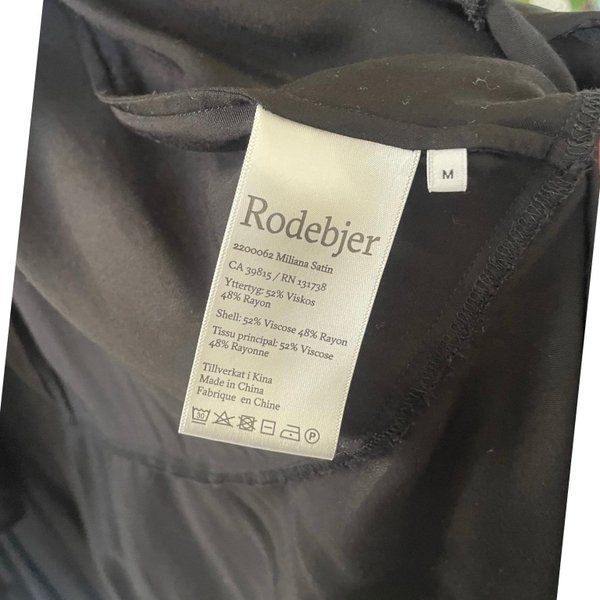 Rodebjer
2200062 Miliana Satin
CA 39815 / RN 131738
Yttertyg: 52% Viskos
48% Rayon
Shell: 52% Viscose 48% Rayon
Tissu principal: 52% Viscose
48% Rayonne
Tillverkat i Kina
Made in China
Fabrique en Chine
30 P
M